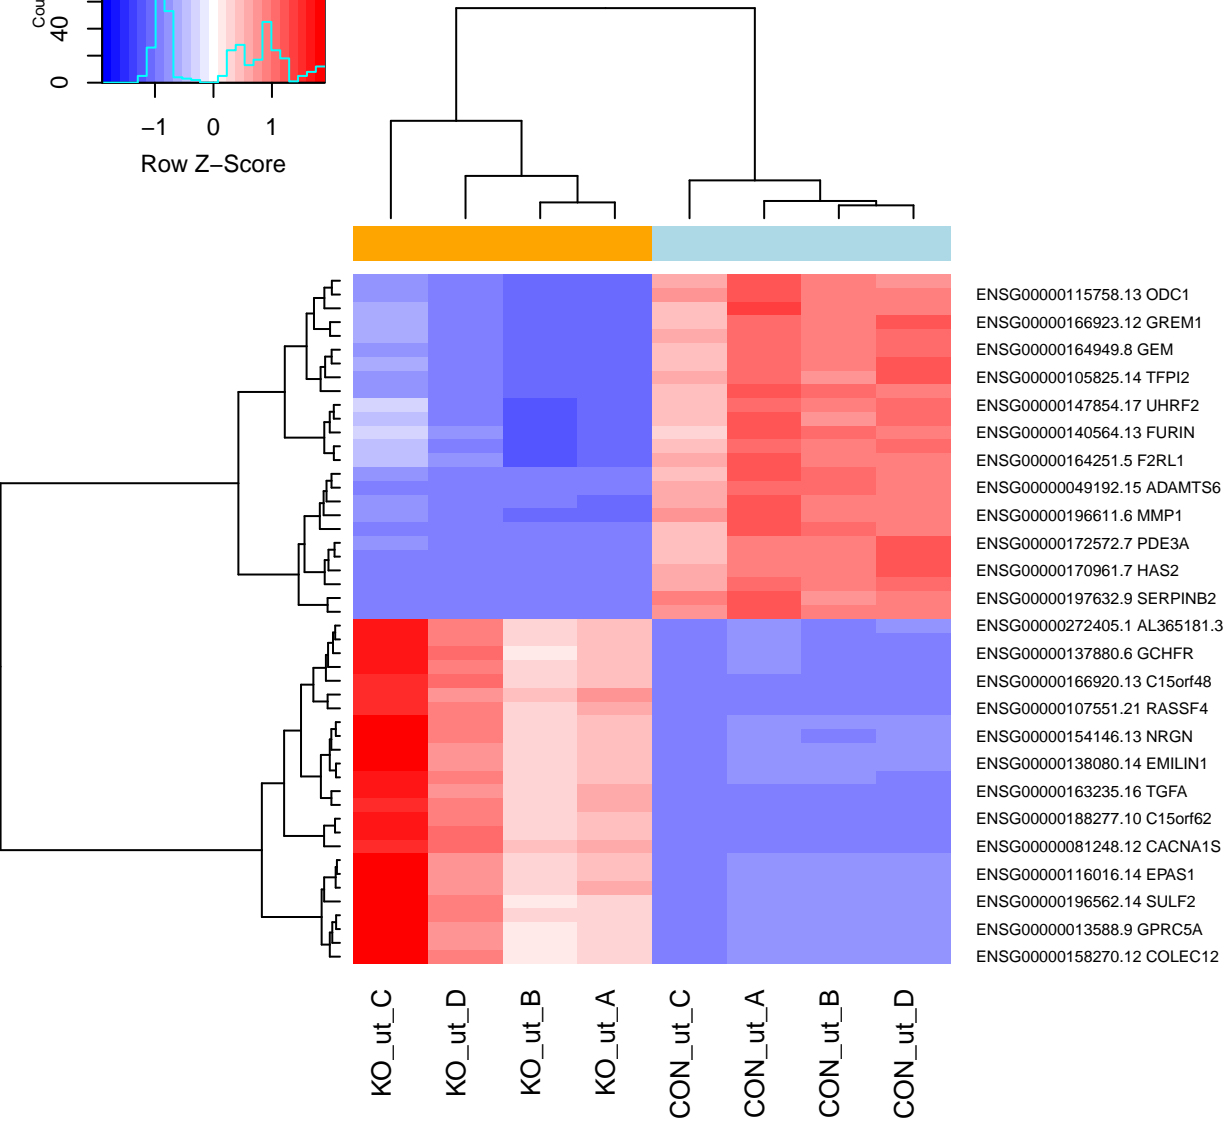 Cou
40
0
−1 0 1
Row Z−Score
ENSG00000115758.13 ODC1
ENSG00000166923.12 GREM1
ENSG00000164949.8 GEM
ENSG00000105825.14 TFPI2
ENSG00000147854.17 UHRF2
ENSG00000140564.13 FURIN
ENSG00000164251.5 F2RL1
ENSG00000049192.15 ADAMTS6
ENSG00000196611.6 MMP1
ENSG00000172572.7 PDE3A
ENSG00000170961.7 HAS2
ENSG00000197632.9 SERPINB2
ENSG00000272405.1 AL365181.3
ENSG00000137880.6 GCHFR
ENSG00000166920.13 C15orf48
ENSG00000107551.21 RASSF4
ENSG00000154146.13 NRGN
ENSG00000138080.14 EMILIN1
ENSG00000163235.16 TGFA
ENSG00000188277.10 C15orf62
ENSG00000081248.12 CACNA1S
ENSG00000116016.14 EPAS1
ENSG00000196562.14 SULF2
ENSG00000013588.9 GPRC5A
ENSG00000158270.12 COLEC12
KO_ut_C
KO_ut_D
KO_ut_B
KO_ut_A
CON_ut_C
CON_ut_A
CON_ut_B
CON_ut_D